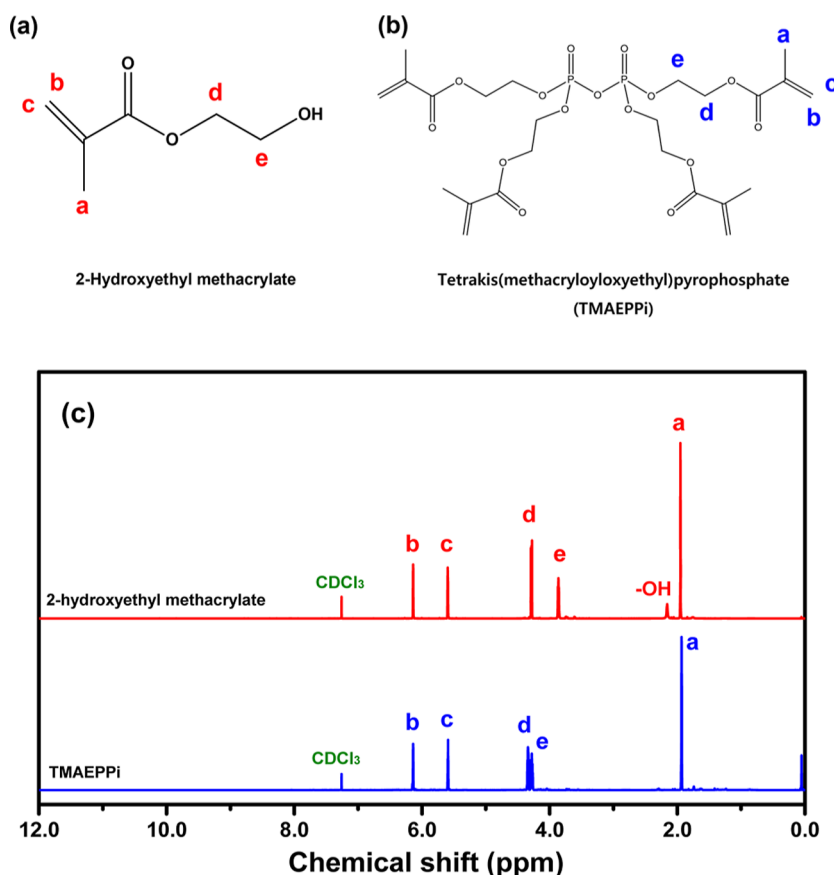 (a)
(b)
b
c
O
d
OH
O
e
a
O
O
a
e
O
O
P
P
O
O
c
O
O
O
O
O
O
d
O
b
O
O
O
O
2-Hydroxyethyl methacrylate
Tetrakis(methacryloyloxyethyl)pyrophosphate
(TMAEPPi)
(c)
a
d
b
c
e
CDCl₃
-OH
2-hydroxyethyl methacrylate
a
b
c
d
e
CDCl₃
TMAEPPi
12.0
10.0
8.0
6.0
4.0
2.0
0.0
Chemical shift (ppm)